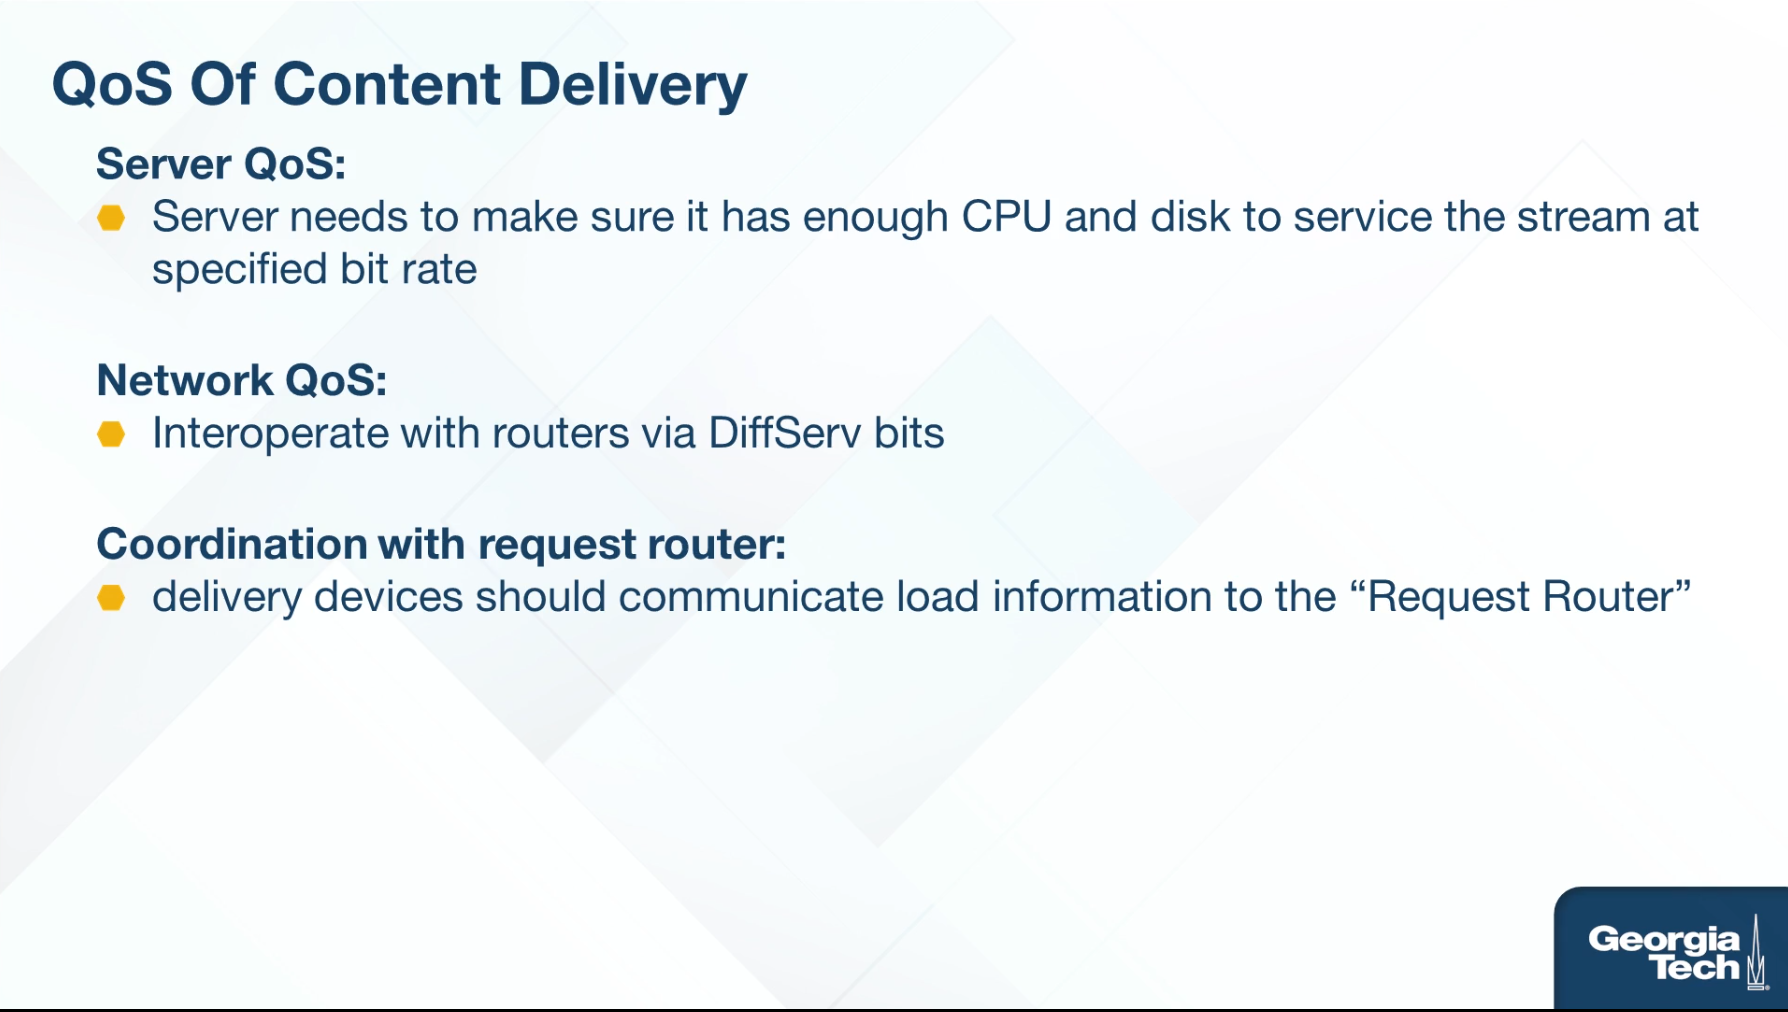 QoS Of Content Delivery
Server QoS:
Server needs to make sure it has enough CPU and disk to service the stream at
specified bit rate
Network QoS:
Interoperate with routers via DiffServ bits
Coordination with request router:
delivery devices should communicate load information to the “Request Router”
Georgia
Tech